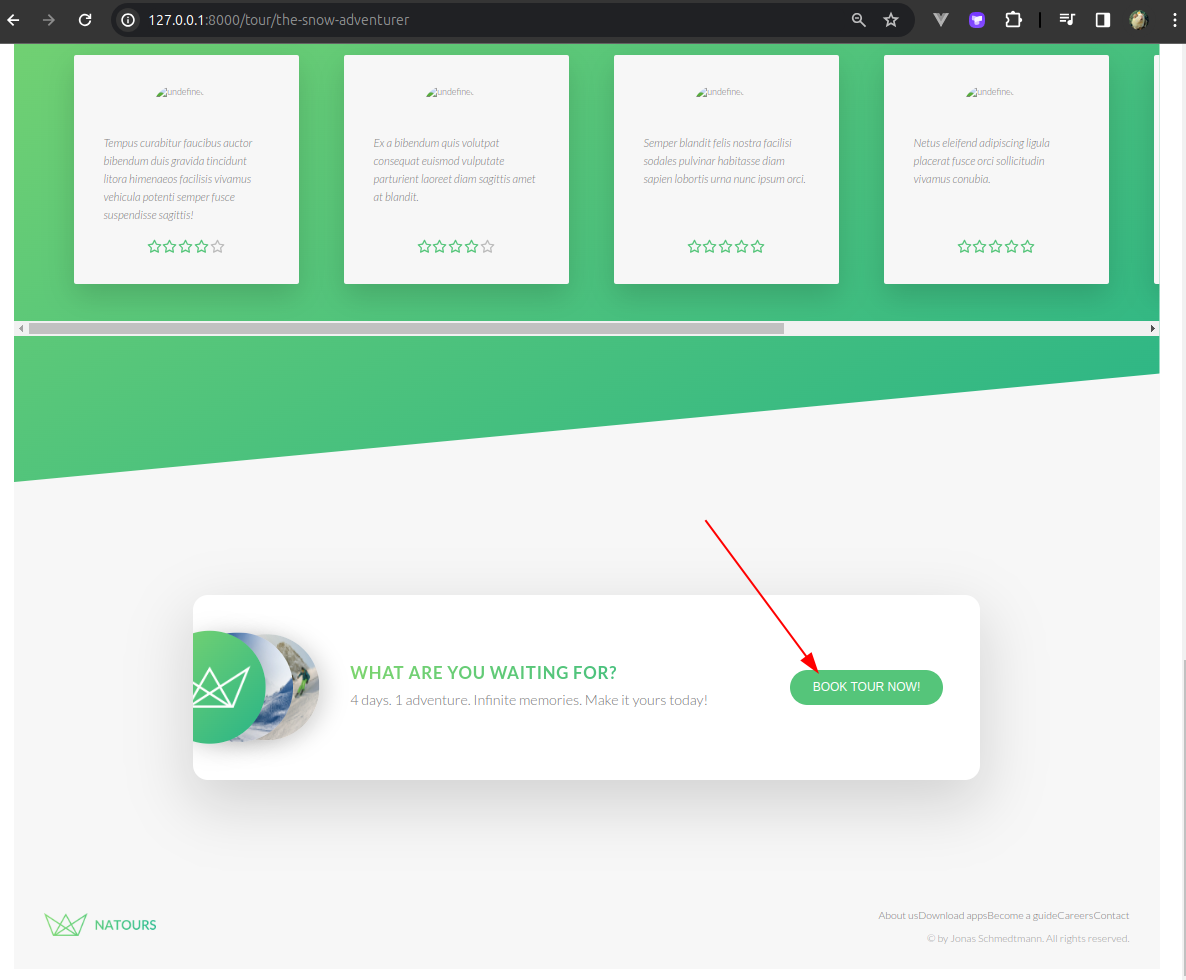 127.0.0.1:8000/tour/the-snow-adventurer
undefined
undefined
undefined
undefined
Tempus curabitur faucibus auctor
bibendum duis gravida tincidunt
litora himenaeos facilisis vivamus
vehicula potenti semper fusce
suspendisse sagittis!
Ex a bibendum quis volutpat
consequat euismod vulputate
parturient laoreet diam sagittis amet
at blandit.
Semper blandit felis nostra facilisi
sodales pulvinar habitasse diam
sapien lobortis urna nunc ipsum orci.
Netus eleifend adipiscing ligula
placerat fusce orci sollicitudin
vivamus conubia.
WHAT ARE YOU WAITING FOR?
4 days. 1 adventure. Infinite memories. Make it yours today!
BOOK TOUR NOW!
NATOURS
About usDownload appsBecome a guideCareersContact
© by Jonas Schmedtmann. All rights reserved.